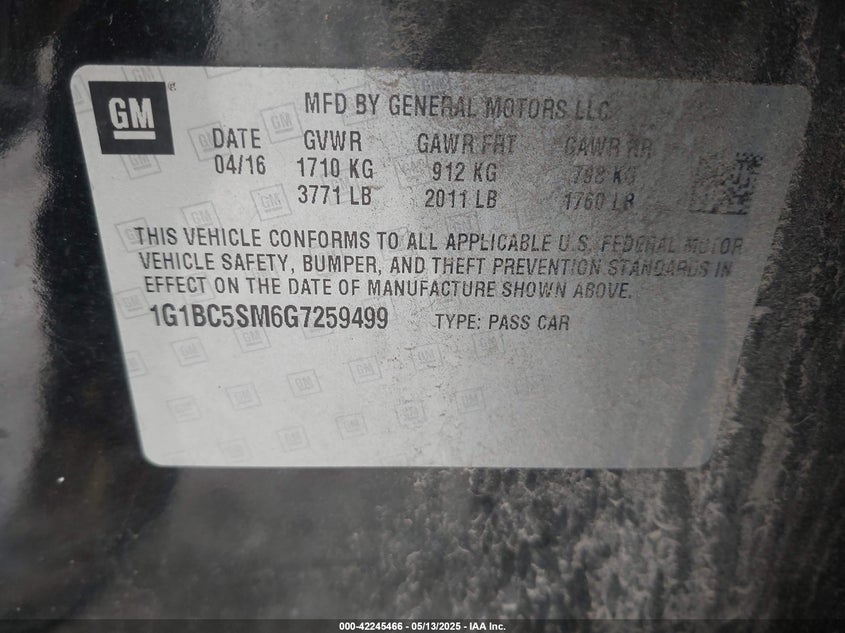 GM
MFD BY GENERAL MOTORS LLC
DATE GVWR GAWR FRT GAWR RR
04/16 1710 KG 912 KG 798 KG
3771 LB 2011 LB 1760 LB
THIS VEHICLE CONFORMS TO ALL APPLICABLE U.S. FEDERAL MOTOR
VEHICLE SAFETY, BUMPER, AND THEFT PREVENTION STANDARDS IN
EFFECT ON THE DATE OF MANUFACTURE SHOWN ABOVE.
1G1BC5SM6G7259499 TYPE: PASS CAR
000-42245466 - 05/13/2025 - IAA Inc.